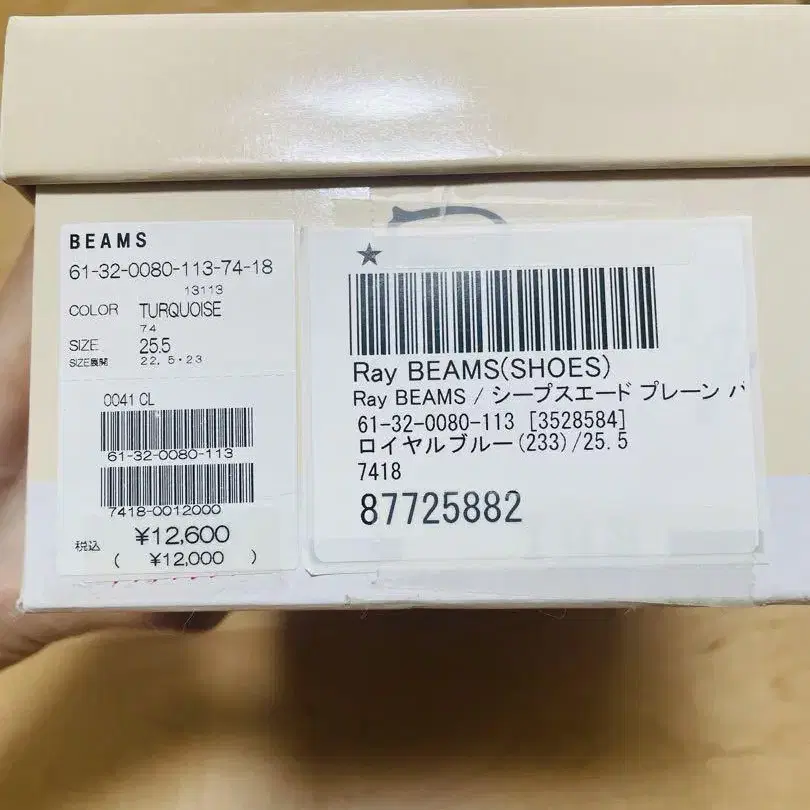 BEAMS
61-32-0080-113-74-18
13113
COLOR TURQUOISE
74
SIZE 25.5
SIZE展開 22.5・23
0041 CL
61-32-0080-113
7418-0012000
税込 ¥12,600
( ¥12,000 )
★
Ray BEAMS(SHOES)
Ray BEAMS / シープスエード プレーン
61-32-0080-113 [3528584]
ロイヤルブルー(233)/25.5
7418
87725882